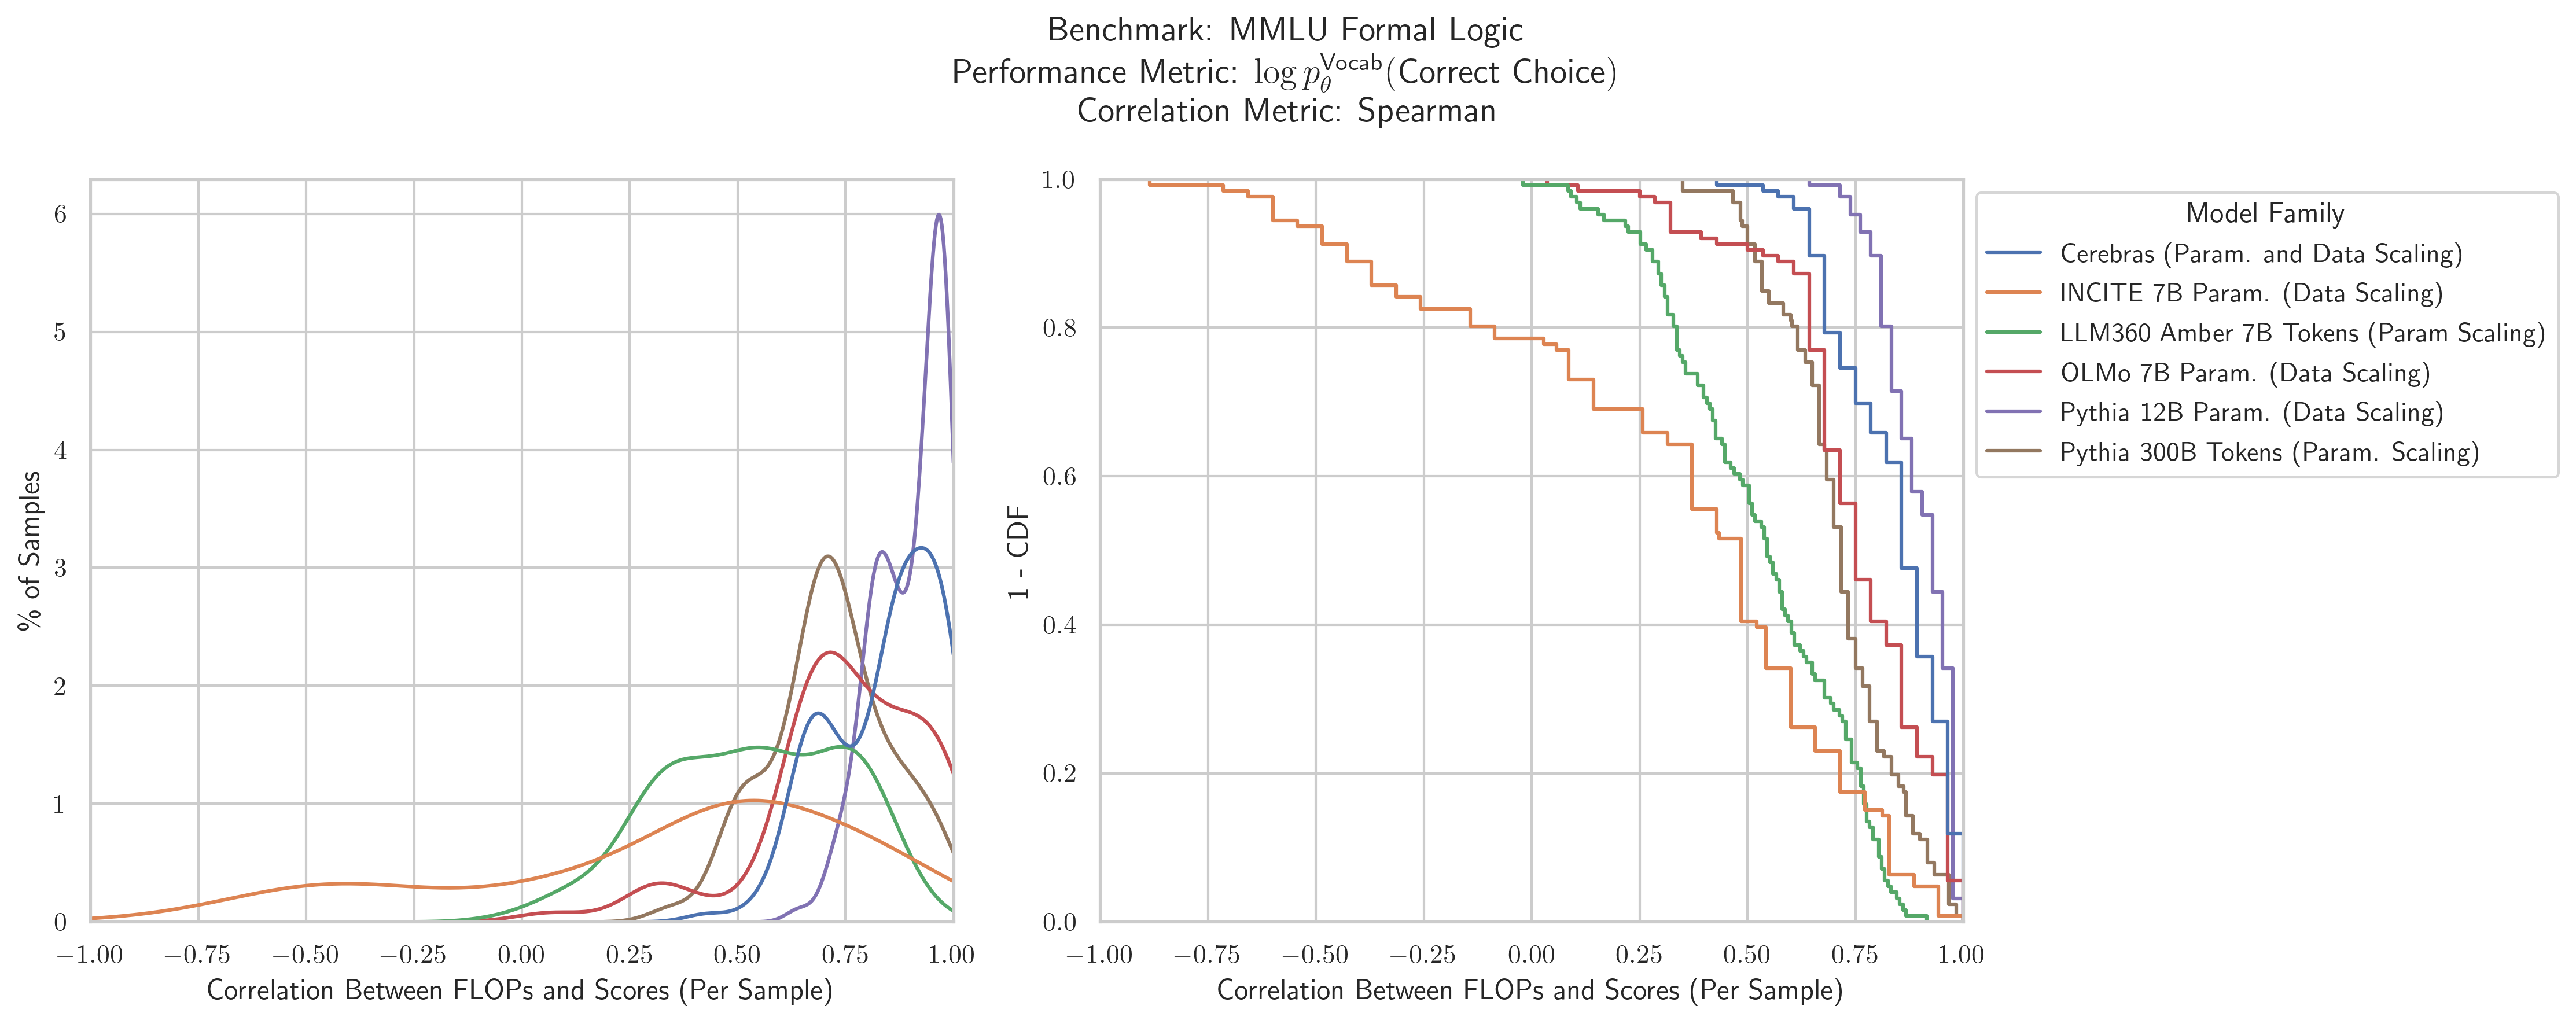 Benchmark: MMLU Formal Logic
Performance Metric: log p_θ^Vocab(Correct Choice)
Correlation Metric: Spearman
% of Samples
6
5
4
3
2
1
0
−1.00 −0.75 −0.50 −0.25 0.00 0.25 0.50 0.75 1.00
Correlation Between FLOPs and Scores (Per Sample)
1 - CDF
1.0
0.8
0.6
0.4
0.2
0.0
−1.00 −0.75 −0.50 −0.25 0.00 0.25 0.50 0.75 1.00
Correlation Between FLOPs and Scores (Per Sample)
Model Family
Cerebras (Param. and Data Scaling)
INCITE 7B Param. (Data Scaling)
LLM360 Amber 7B Tokens (Param Scaling)
OLMo 7B Param. (Data Scaling)
Pythia 12B Param. (Data Scaling)
Pythia 300B Tokens (Param. Scaling)